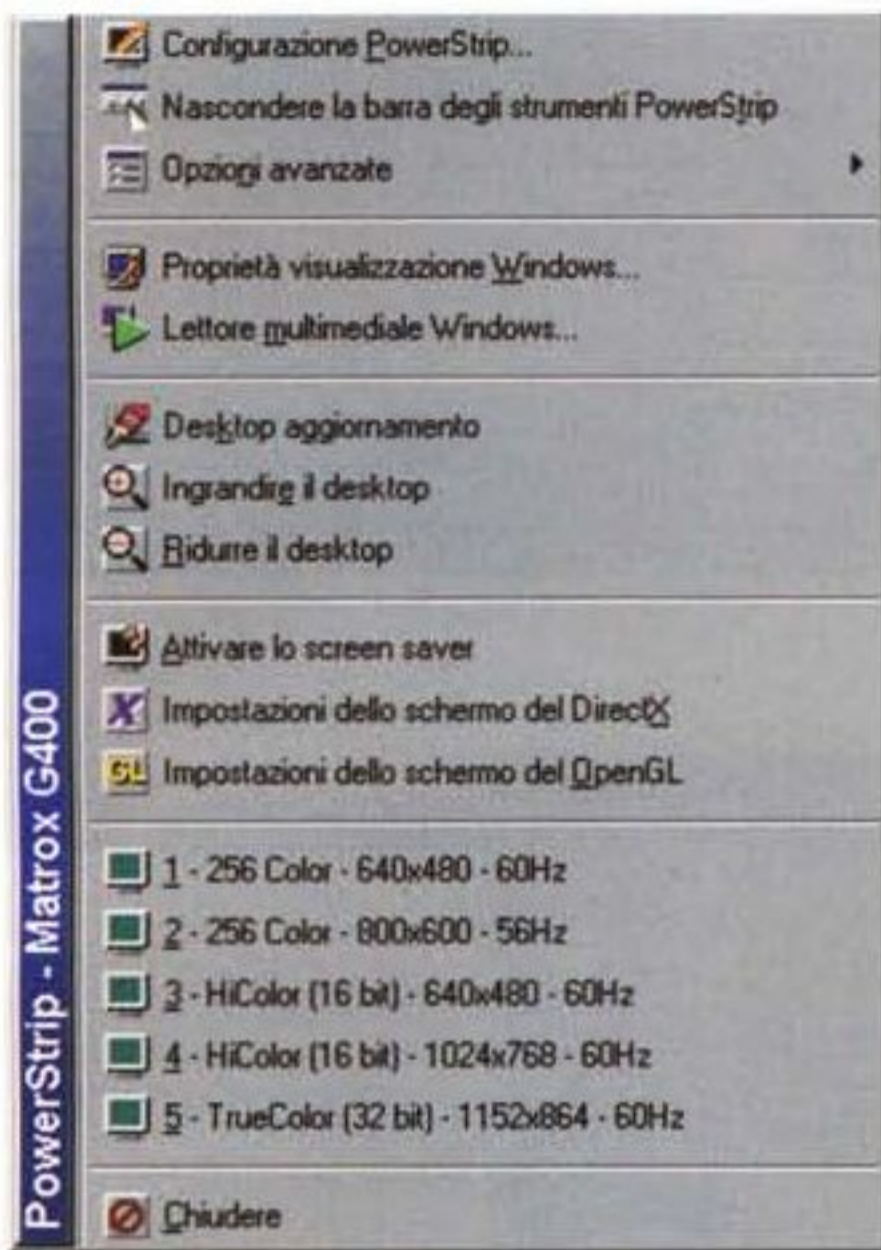 Configurazione PowerStrip...
Nascondere la barra degli strumenti PowerStrip
Opzioni avanzate
Proprietà visualizzazione Windows...
Lettore multimediale Windows...
Desktop aggiornamento
Ingrandire il desktop
Ridurre il desktop
Attivare lo screen saver
Impostazioni dello schermo del DirectX
GL Impostazioni dello schermo del OpenGL
1 - 256 Color - 640x480 - 60Hz
2 - 256 Color - 800x600 - 56Hz
3 - HiColor (16 bit) - 640x480 - 60Hz
4 - HiColor (16 bit) - 1024x768 - 60Hz
5 - TrueColor (32 bit) - 1152x864 - 60Hz
Chiudere
PowerStrip - Matrox G400